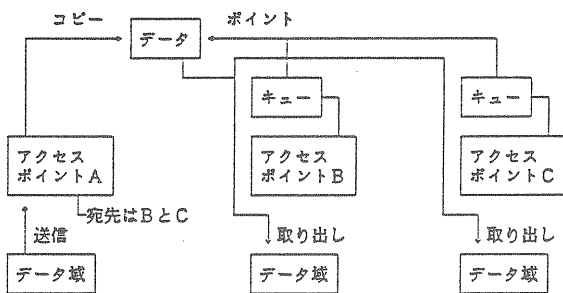 コピー
ポイント
データ
キュー
キュー
アクセス
ポイントA
アクセス
ポイントB
アクセス
ポイントC
宛先はBとC
送信
取り出し
取り出し
データ域
データ域
データ域